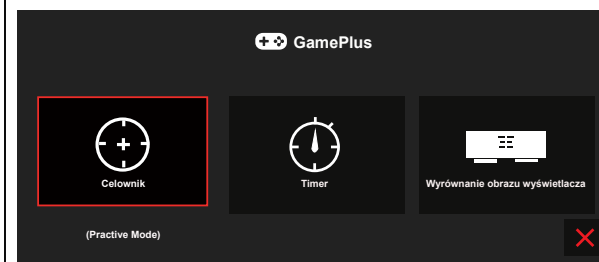 GamePlus
Celownik
Timer
Wyrównanie obrazu wyświetlacza
(Practive Mode)